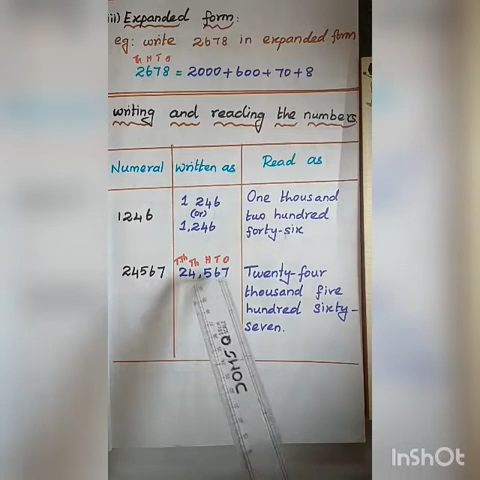 iii) Expanded form:
eg: write 2678 in expanded form
Th H T O
2678 = 2000+600+70+8
writing and reading the numbers
Numeral Written as Read as
1246 1 246 (or) 1,246 One thousand
two hundred
forty-six
TTh Th H T O
24567 24,567 Twenty-four
thousand five
hundred sixty-
seven.
DOMS
InShOt